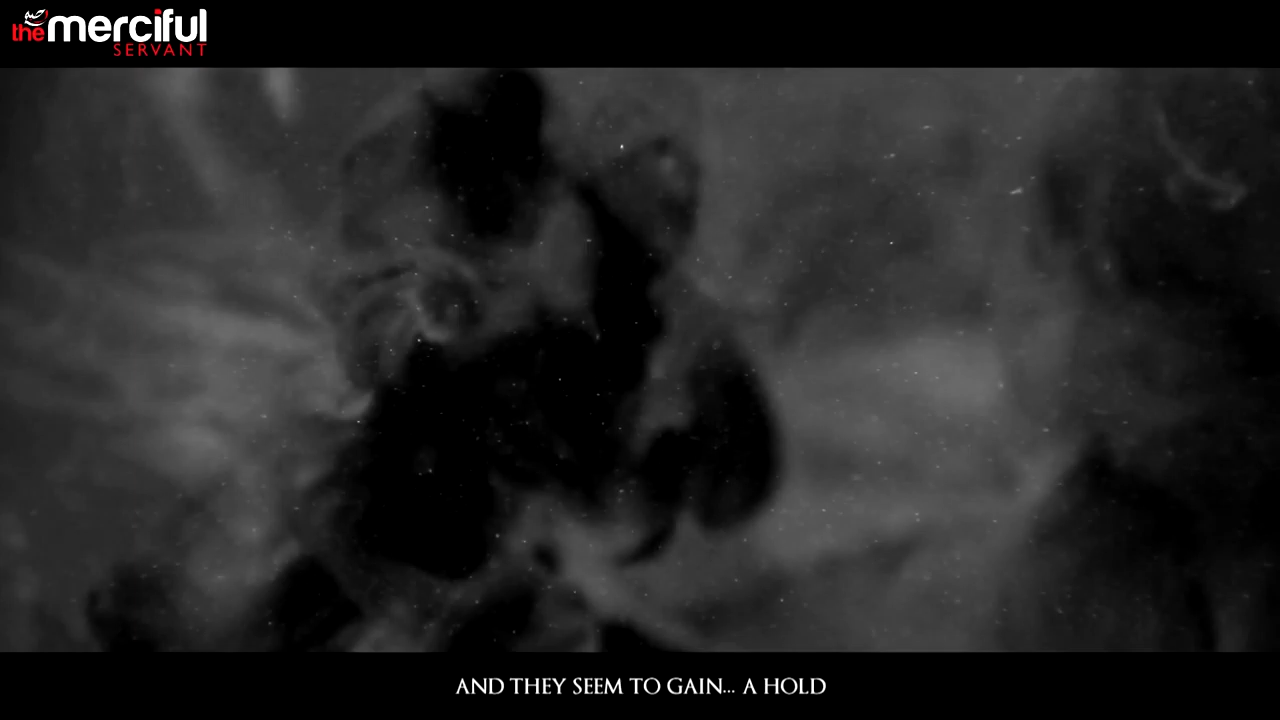 the merciful
SERVANT
AND THEY SEEM TO GAIN... A HOLD